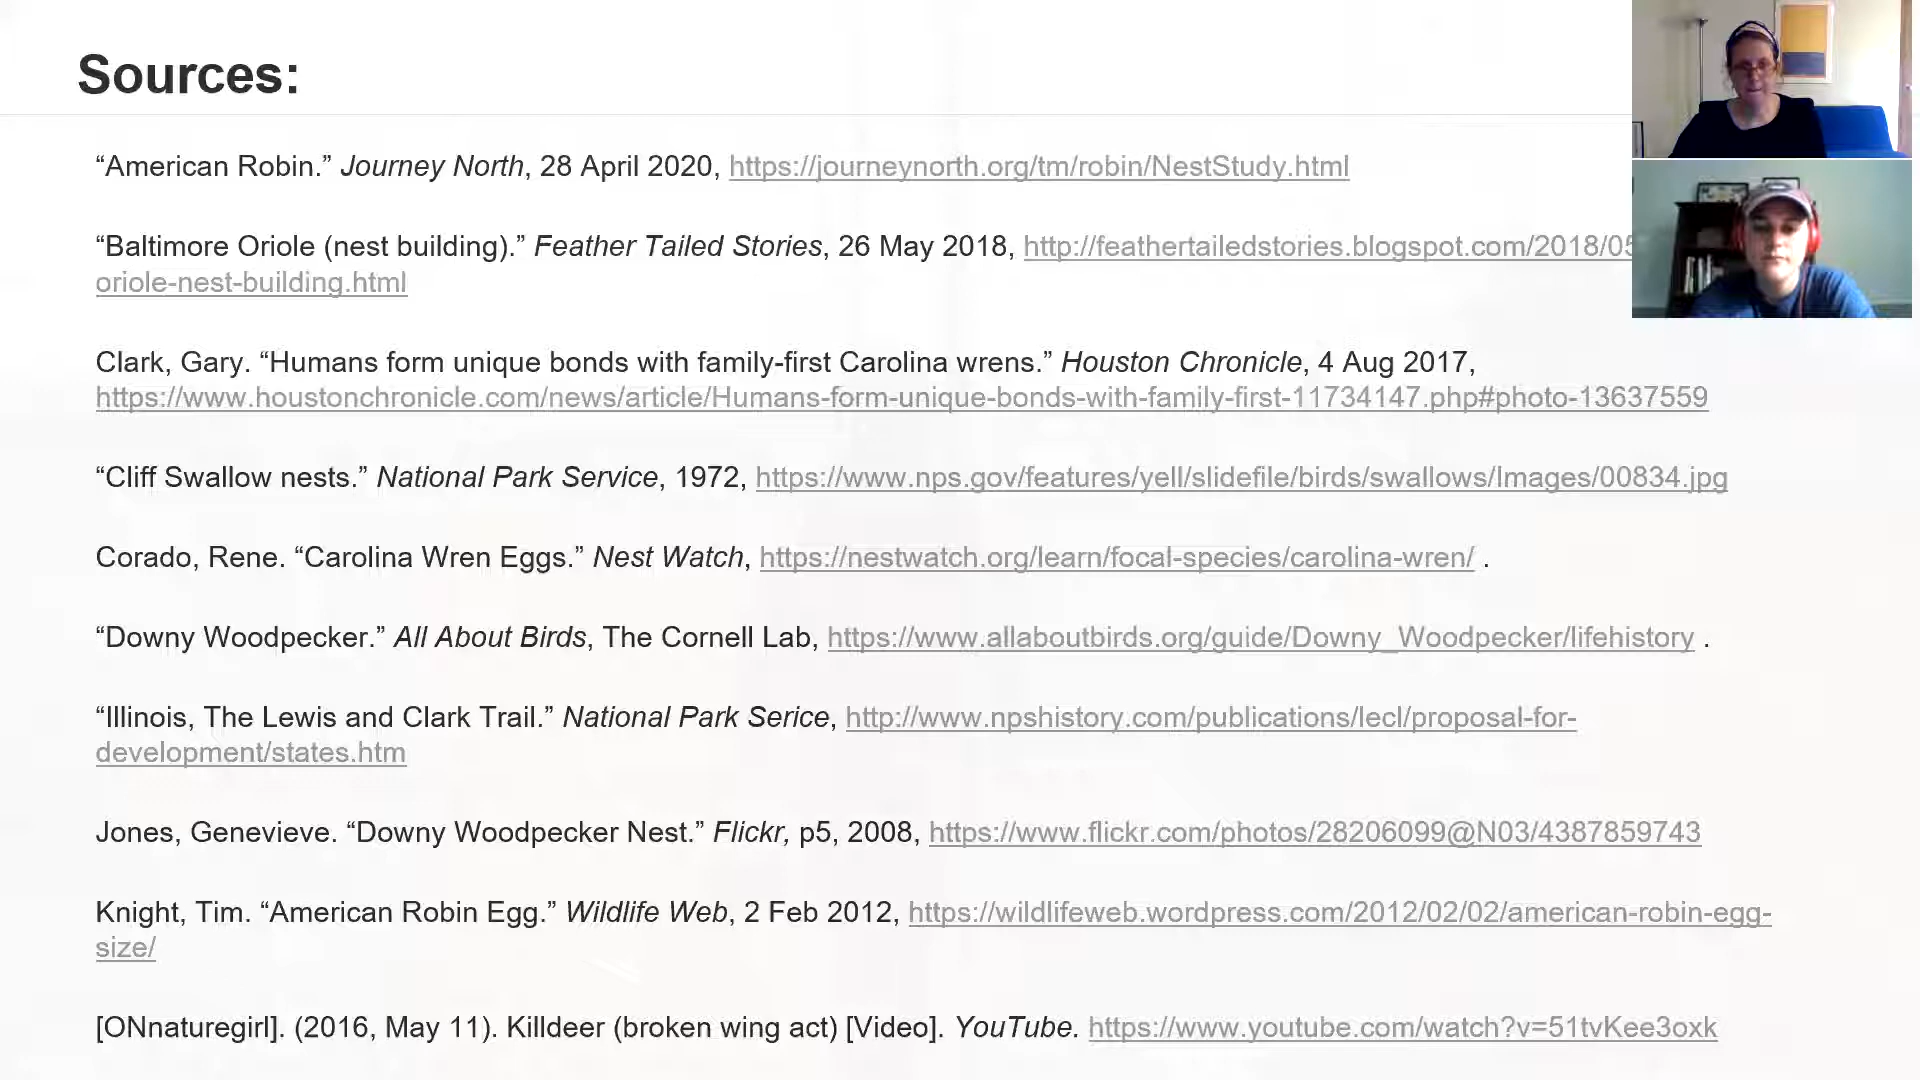 Sources:
“American Robin.” Journey North, 28 April 2020, https://journeynorth.org/tm/robin/NestStudy.html
“Baltimore Oriole (nest building).” Feather Tailed Stories, 26 May 2018, http://feathertailedstories.blogspot.com/2018/05
oriole-nest-building.html
Clark, Gary. “Humans form unique bonds with family-first Carolina wrens.” Houston Chronicle, 4 Aug 2017,
https://www.houstonchronicle.com/news/article/Humans-form-unique-bonds-with-family-first-11734147.php#photo-13637559
“Cliff Swallow nests.” National Park Service, 1972, https://www.nps.gov/features/yell/slidefile/birds/swallows/Images/00834.jpg
Corado, Rene. “Carolina Wren Eggs.” Nest Watch, https://nestwatch.org/learn/focal-species/carolina-wren/ .
“Downy Woodpecker.” All About Birds, The Cornell Lab, https://www.allaboutbirds.org/guide/Downy_Woodpecker/lifehistory .
“Illinois, The Lewis and Clark Trail.” National Park Serice, http://www.npshistory.com/publications/lecl/proposal-for-
development/states.htm
Jones, Genevieve. “Downy Woodpecker Nest.” Flickr, p5, 2008, https://www.flickr.com/photos/28206099@N03/4387859743
Knight, Tim. “American Robin Egg.” Wildlife Web, 2 Feb 2012, https://wildlifeweb.wordpress.com/2012/02/02/american-robin-egg-
size/
[ONnaturegirl]. (2016, May 11). Killdeer (broken wing act) [Video]. YouTube. https://www.youtube.com/watch?v=51tvKee3oxk